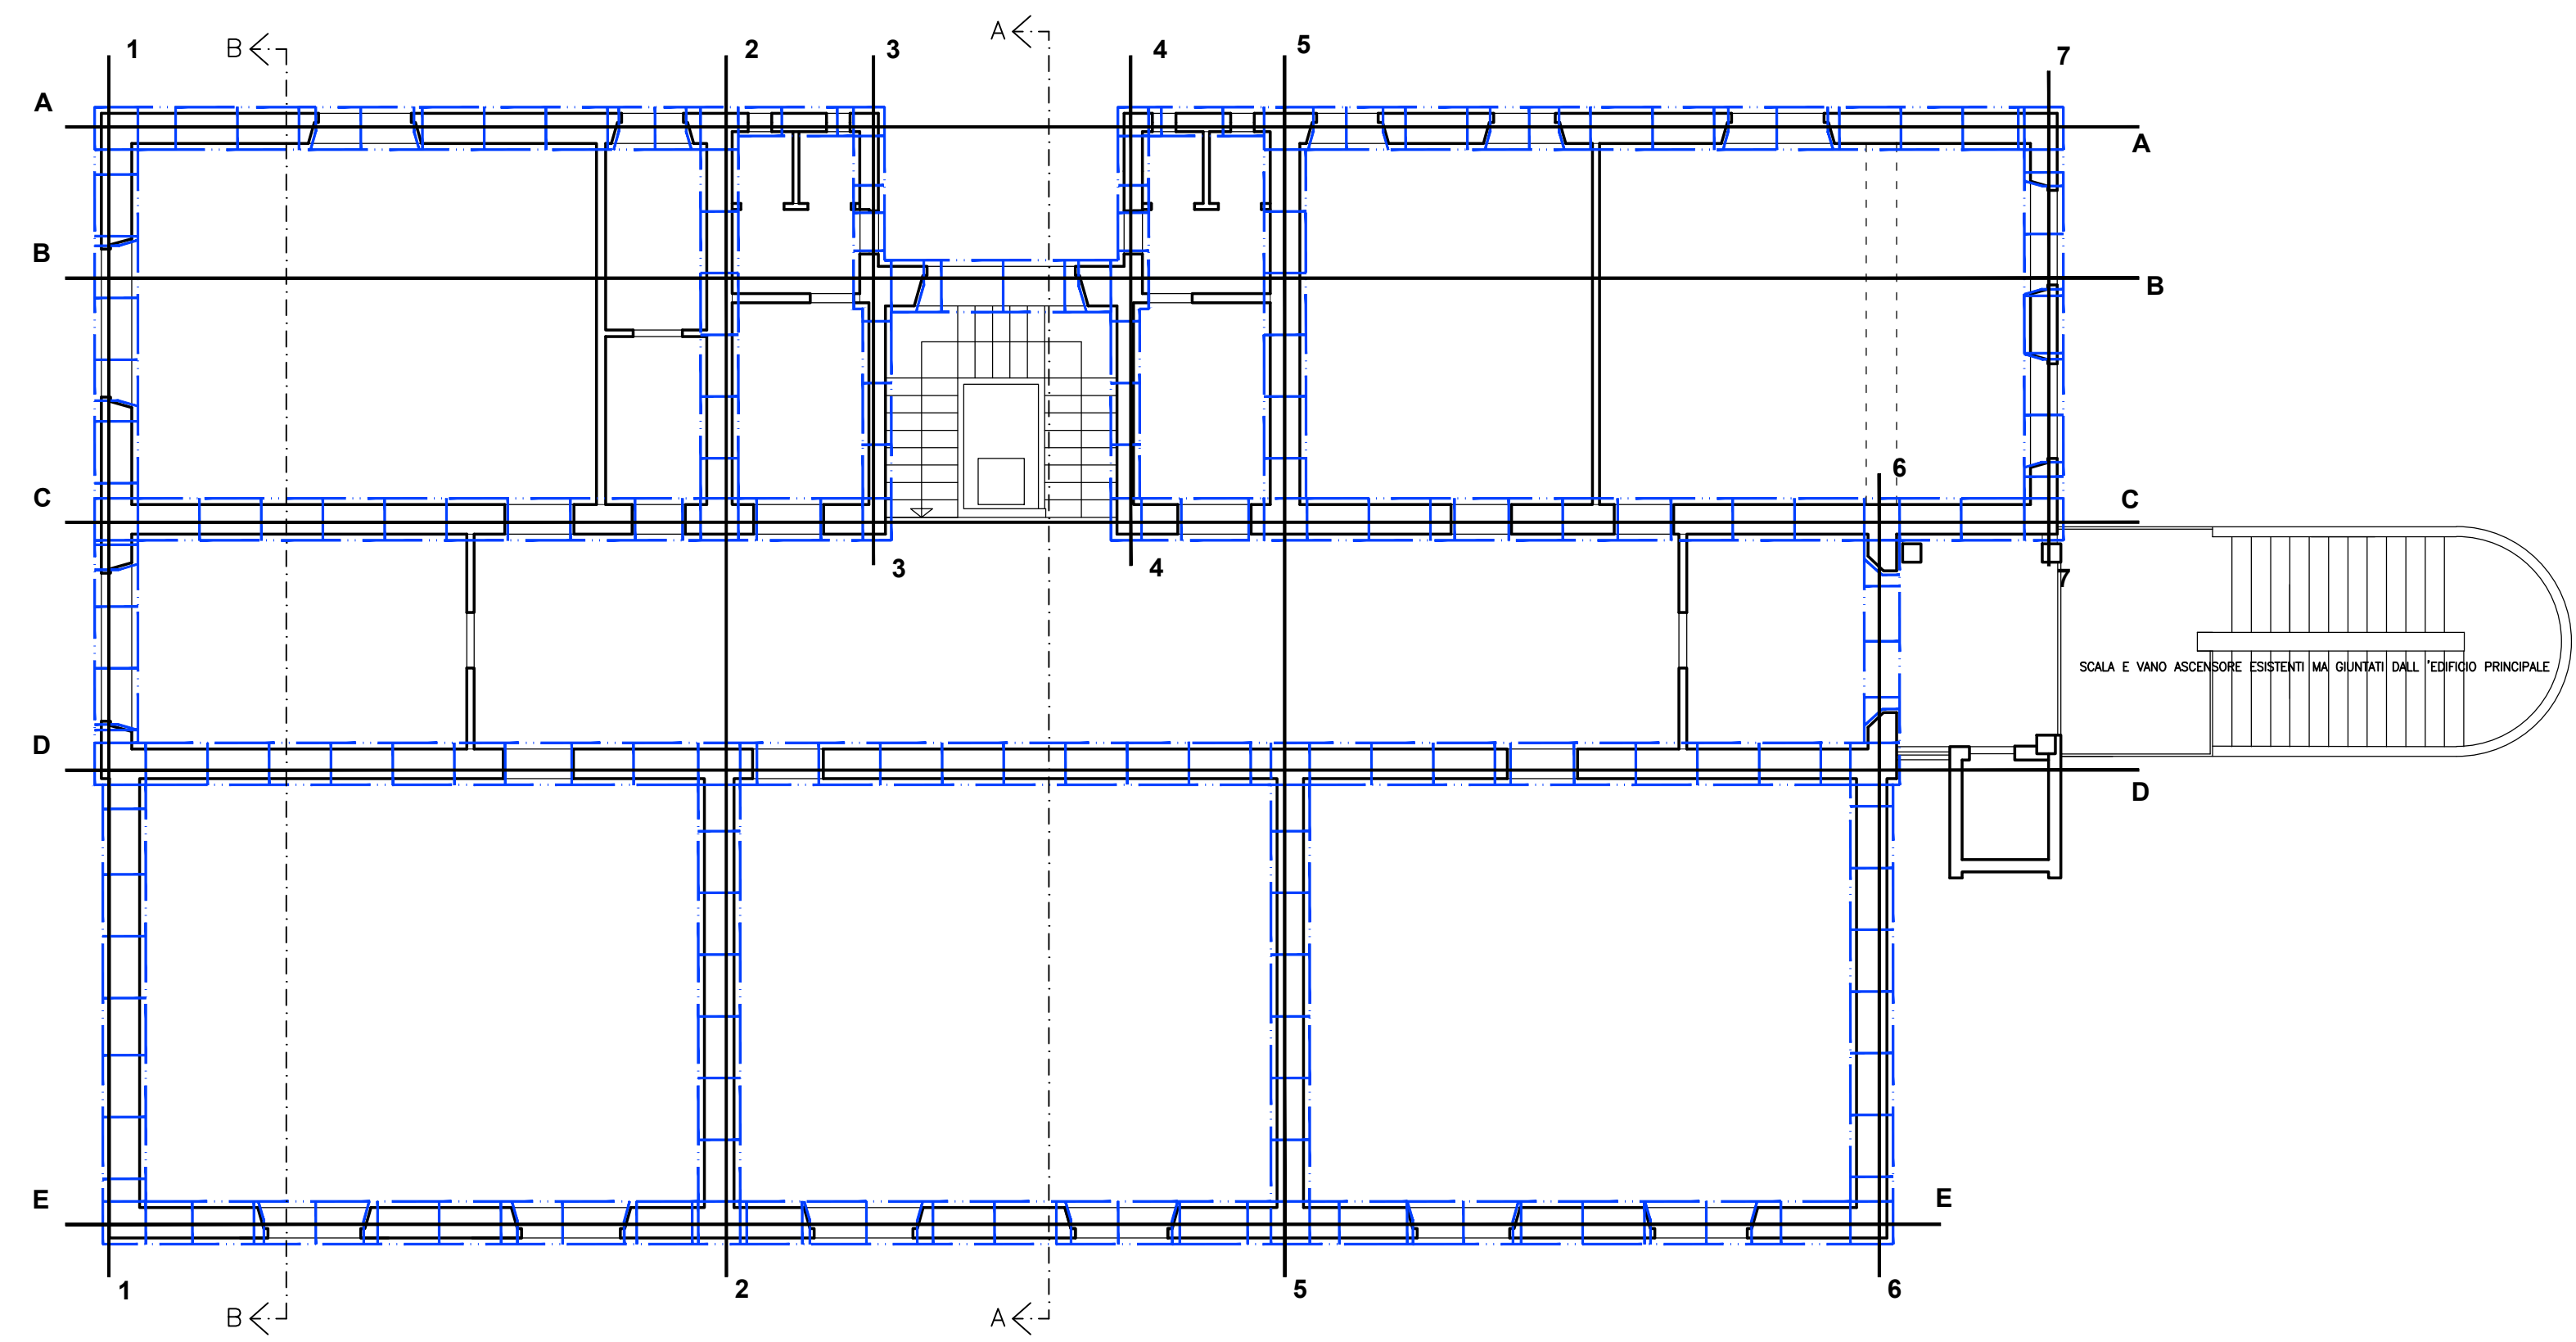 A
1
B
2
3
4
5
7
A
A
B
B
6
C
C
3
4
7
SCALA E VANO ASCENSORE ESISTENTI MA GIUNTATI DALL 'EDIFICIO PRINCIPALE
D
D
E
E
1
2
5
6
B
A